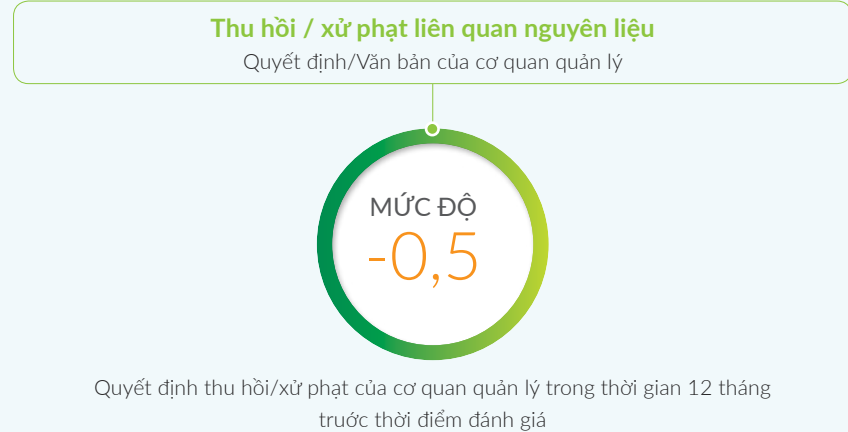 Thu hồi / xử phạt liên quan nguyên liệu
Quyết định/Văn bản của cơ quan quản lý
MỨC ĐỘ
-0,5
Quyết định thu hồi/xử phạt của cơ quan quản lý trong thời gian 12 tháng
truớc thời điểm đánh giá